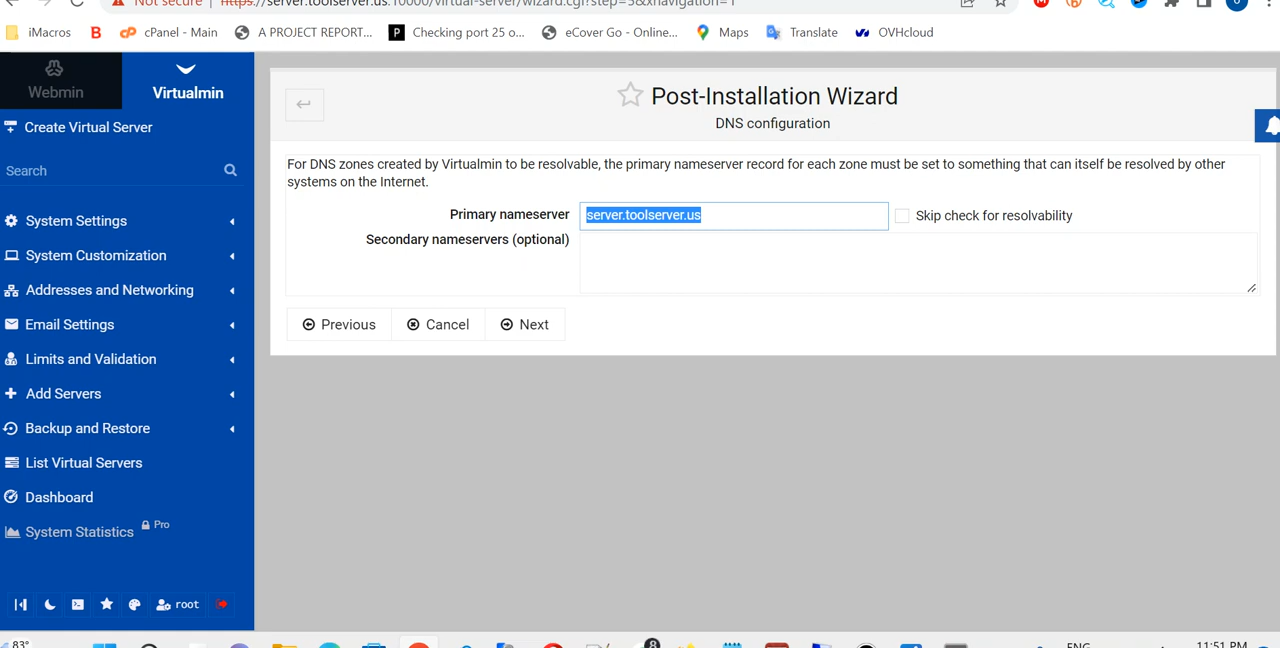 Not secure | https://server.toolserver.us:10000/virtual-server/wizard.cgi?step=5&xnavigation=1
iMacros
B
cPanel - Main
A PROJECT REPORT...
P
Checking port 25 o...
eCover Go - Online...
Maps
Translate
OVHcloud
Webmin
Virtualmin
Create Virtual Server
Search
System Settings
System Customization
Addresses and Networking
Email Settings
Limits and Validation
Add Servers
Backup and Restore
List Virtual Servers
Dashboard
System Statistics Pro
root
Post-Installation Wizard
DNS configuration
For DNS zones created by Virtualmin to be resolvable, the primary nameserver record for each zone must be set to something that can itself be resolved by other
systems on the Internet.
Primary nameserver server.toolserver.us Skip check for resolvability
Secondary nameservers (optional)
Previous Cancel Next
83°
8
ENG
11:51 PM